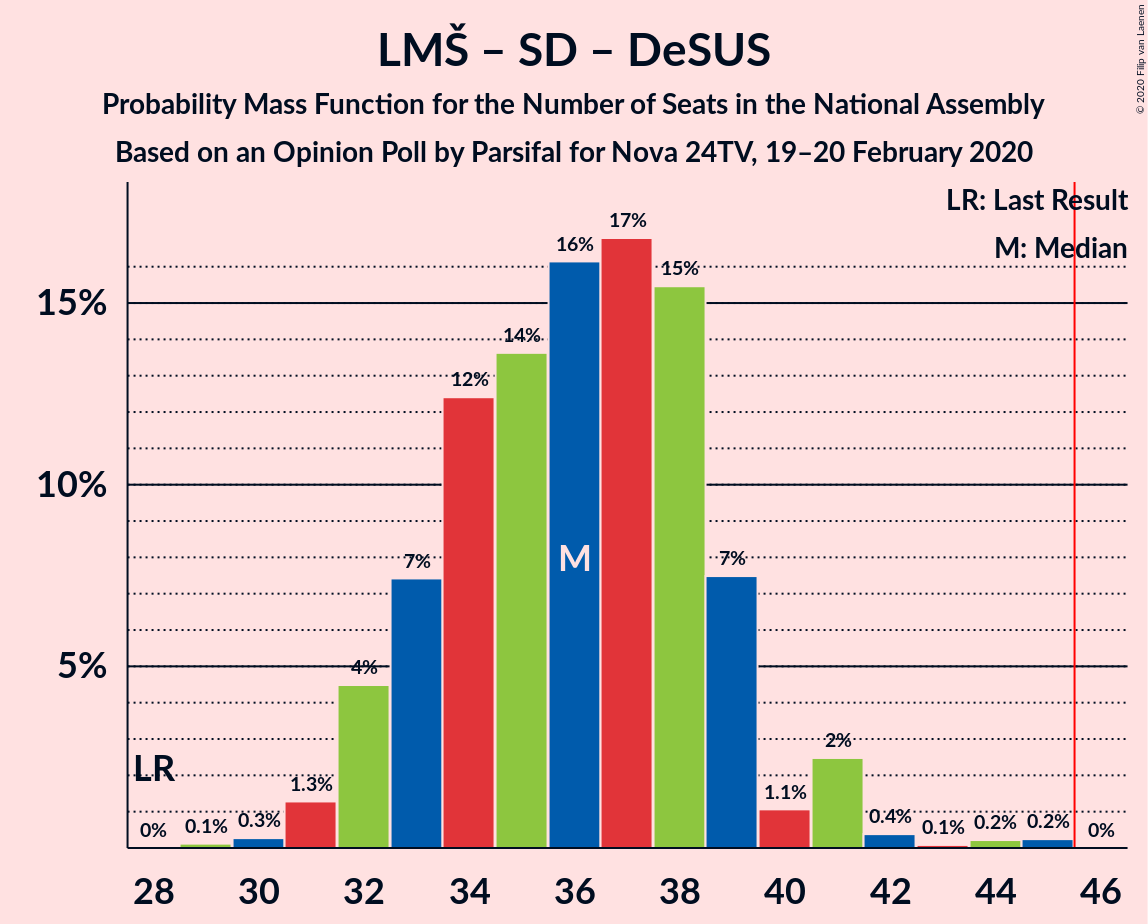 LMŠ – SD – DeSUS
Probability Mass Function for the Number of Seats in the National Assembly
Based on an Opinion Poll by Parsifal for Nova 24TV, 19–20 February 2020
© 2020 Filip van Laenen
LR: Last Result
M: Median
15%
10%
5%
LR
0%
0.1%
0.3%
1.3%
4%
7%
12%
14%
16%
17%
15%
7%
1.1%
2%
0.4%
0.1%
0.2%
0.2%
0%
M
28 30 32 34 36 38 40 42 44 46